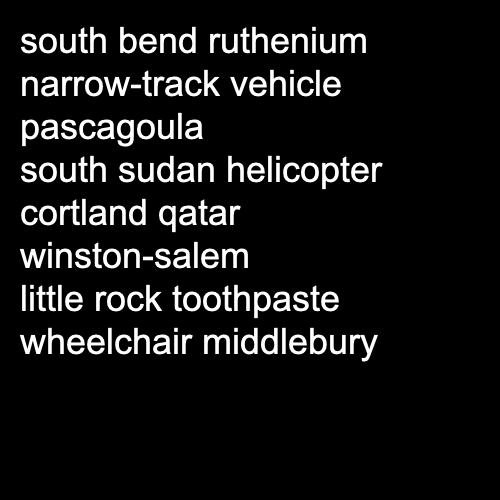 south bend ruthenium
narrow-track vehicle
pascagoula
south sudan helicopter
cortland qatar
winston-salem
little rock toothpaste
wheelchair middlebury